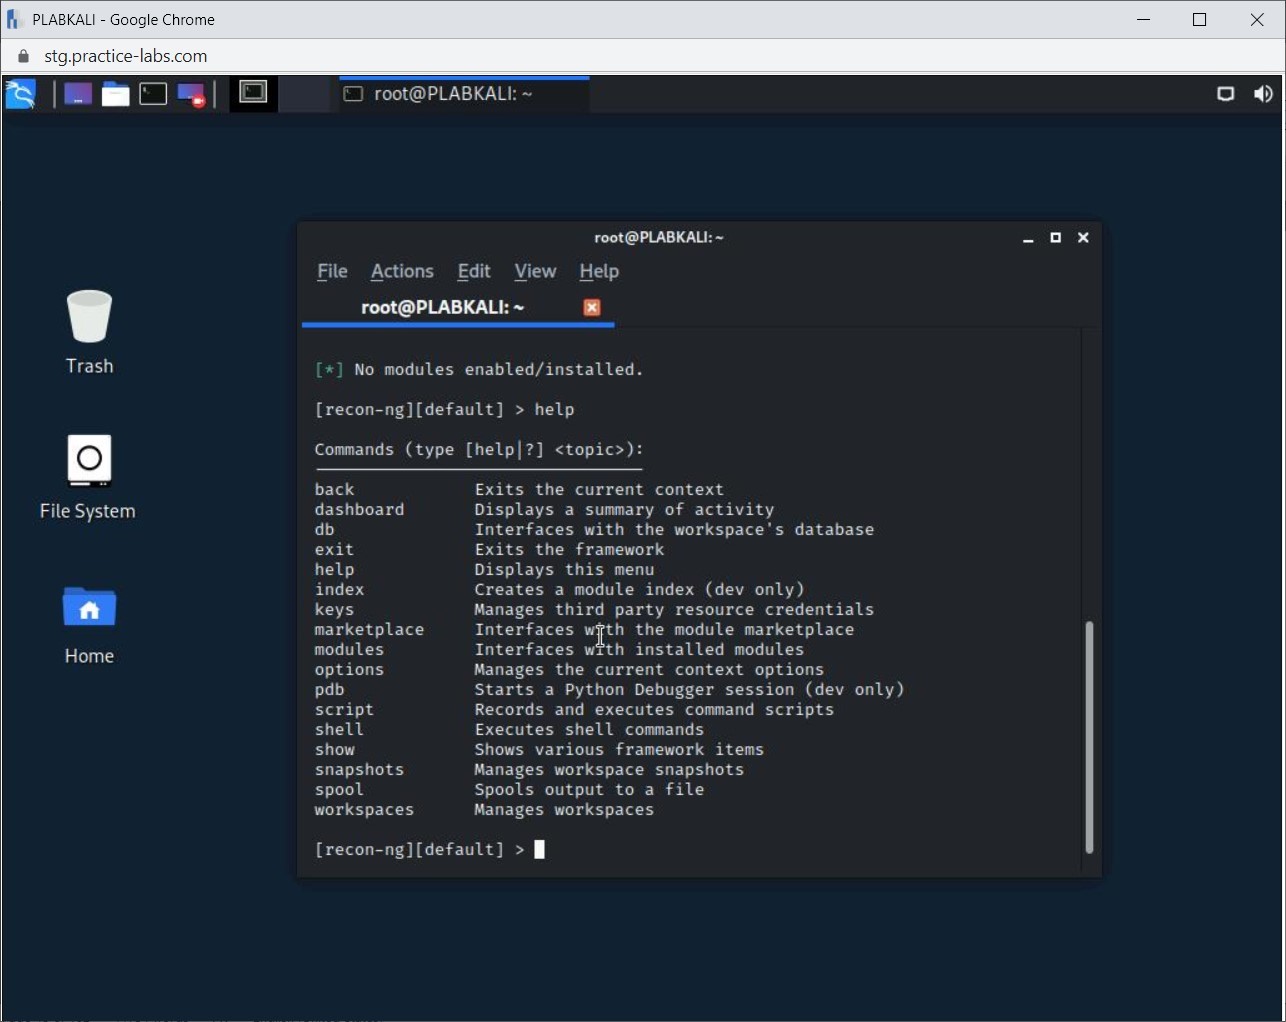 PLABKALI - Google Chrome
stg.practice-labs.com
root@PLABKALI: ~
root@PLABKALI: ~
File Actions Edit View Help
root@PLABKALI: ~
Trash
File System
Home
[*] No modules enabled/installed.
[recon-ng][default] > help
Commands (type [help|?] <topic>):
back Exits the current context
dashboard Displays a summary of activity
db Interfaces with the workspace's database
exit Exits the framework
help Displays this menu
index Creates a module index (dev only)
keys Manages third party resource credentials
marketplace Interfaces with the module marketplace
modules Interfaces with installed modules
options Manages the current context options
pdb Starts a Python Debugger session (dev only)
script Records and executes command scripts
shell Executes shell commands
show Shows various framework items
snapshots Manages workspace snapshots
spool Spools output to a file
workspaces Manages workspaces
[recon-ng][default] >